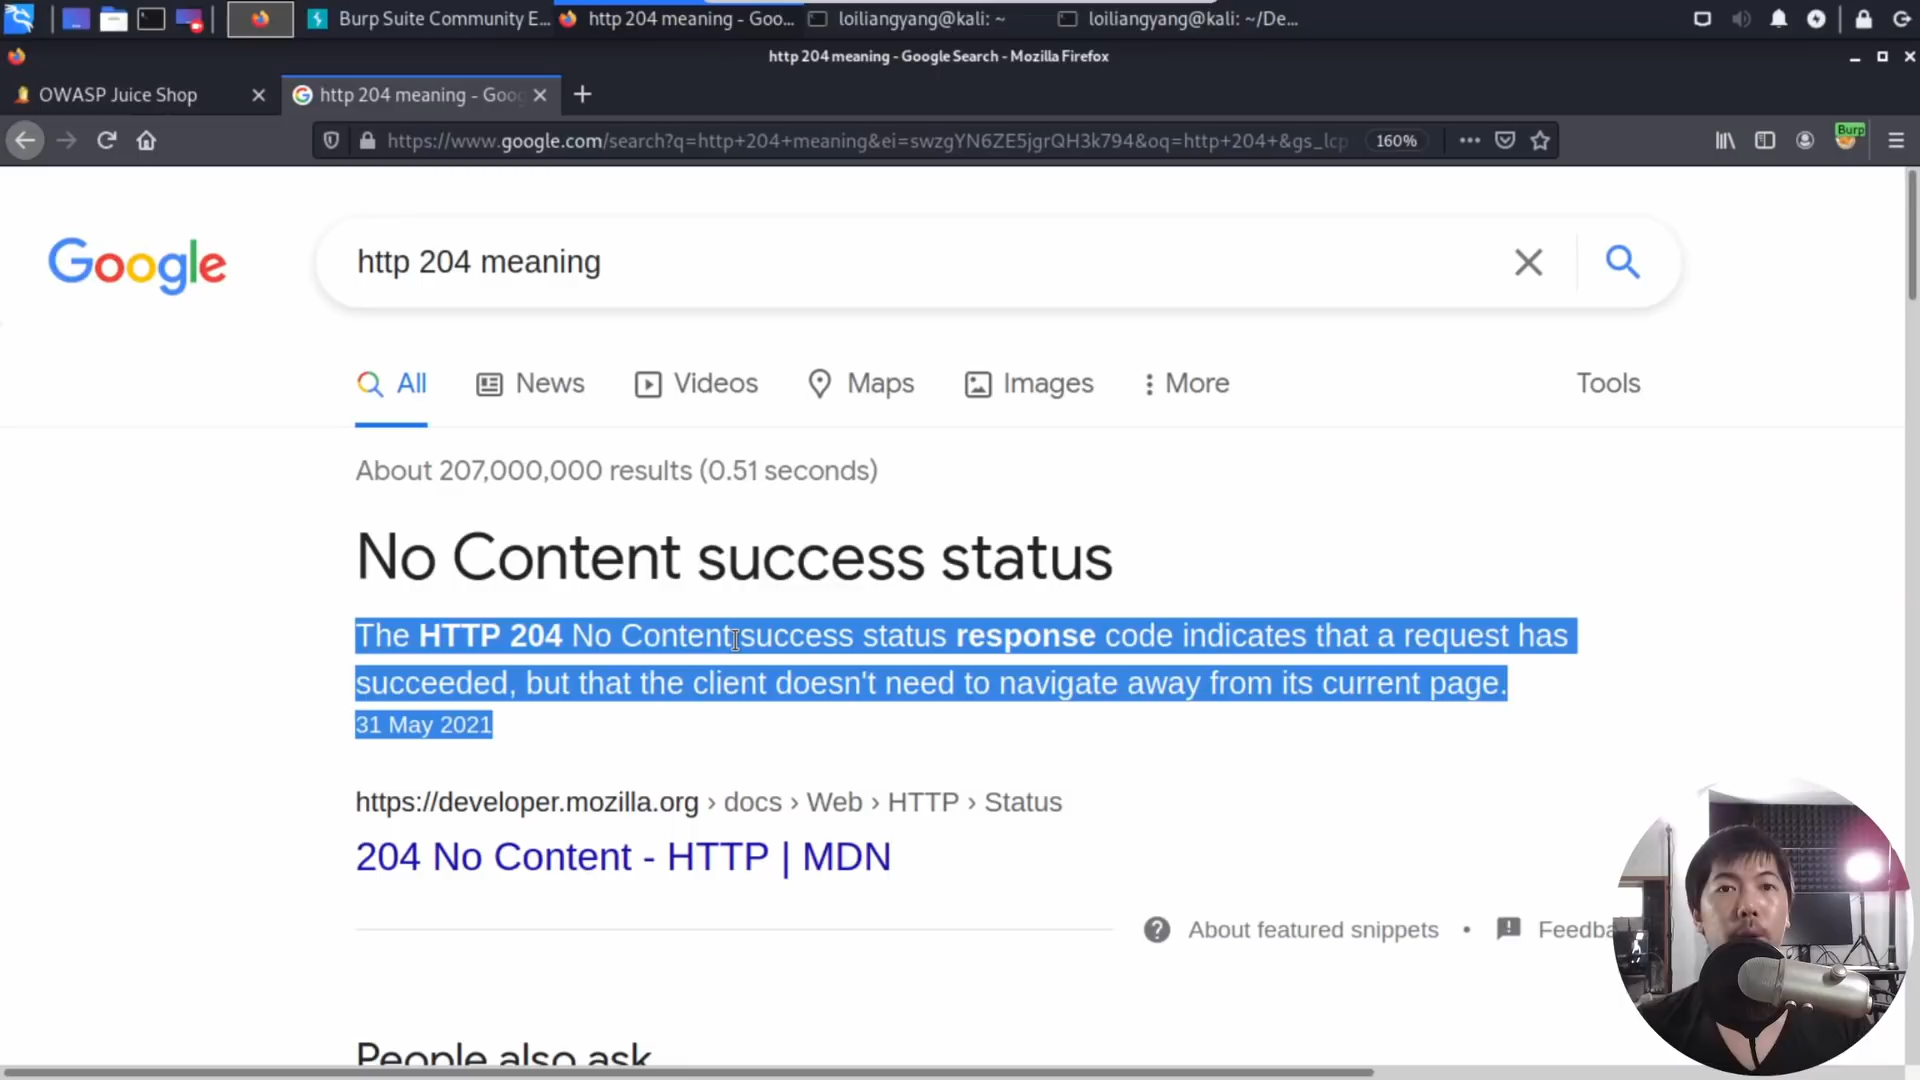 Burp Suite Community E...
http 204 meaning - Goo...
loiliangyang@kali: ~
loiliangyang@kali: ~/De...
http 204 meaning - Google Search - Mozilla Firefox
OWASP Juice Shop
http 204 meaning - Goog
https://www.google.com/search?q=http+204+meaning&ei=swzgYN6ZE5jgrQH3k794&oq=http+204+&gs_lcp
160%
Burp
Google
http 204 meaning
All
News
Videos
Maps
Images
More
Tools
About 207,000,000 results (0.51 seconds)
No Content success status
The HTTP 204 No Content success status response code indicates that a request has
succeeded, but that the client doesn't need to navigate away from its current page.
31 May 2021
https://developer.mozilla.org › docs › Web › HTTP › Status
204 No Content - HTTP | MDN
About featured snippets
•
Feedba
People also ask